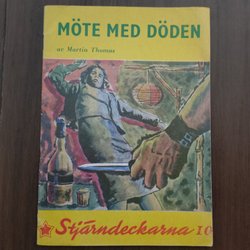 MÖTE MED DÖDEN
av Martin Thomas
Stjärndeckarna 10